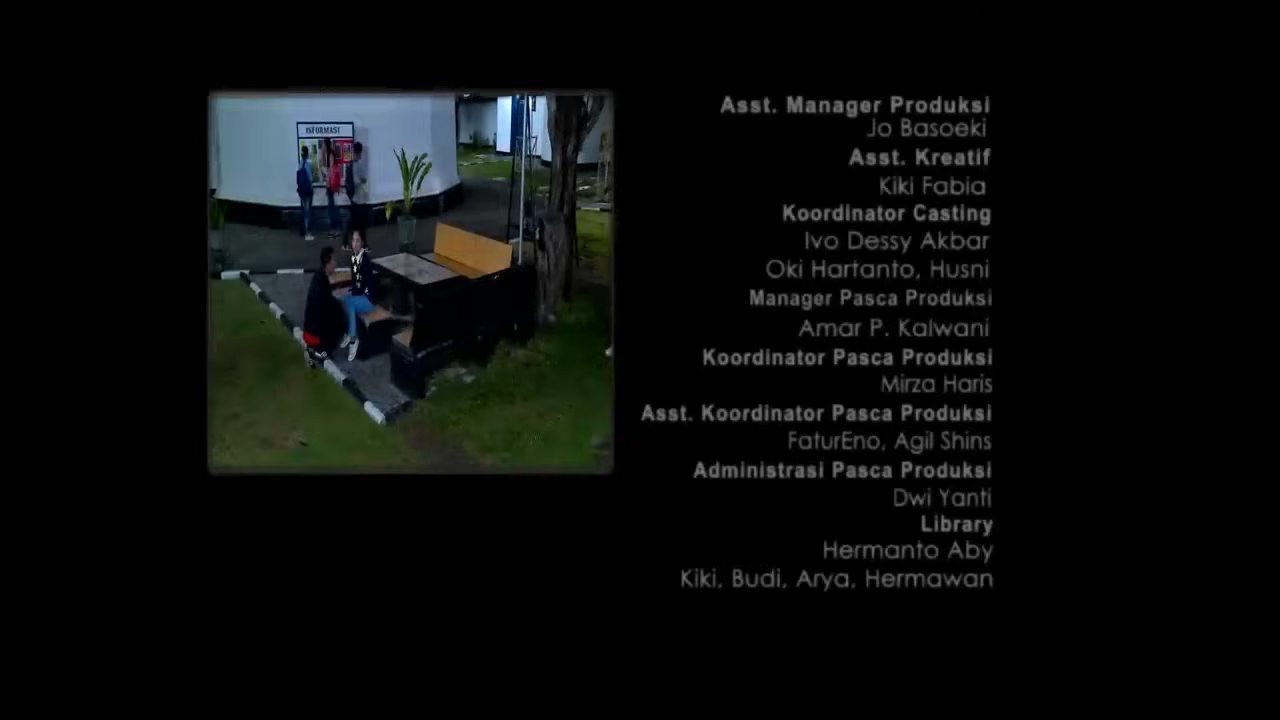 INFORMASI
Asst. Manager Produksi
Jo Basoeki
Asst. Kreatif
Kiki Fabia
Koordinator Casting
Ivo Dessy Akbar
Oki Hartanto, Husni
Manager Pasca Produksi
Amar P. Kalwani
Koordinator Pasca Produksi
Mirza Haris
Asst. Koordinator Pasca Produksi
FaturEno, Agil Shins
Administrasi Pasca Produksi
Dwi Yanti
Library
Hermanto Aby
Kiki, Budi, Arya, Hermawan